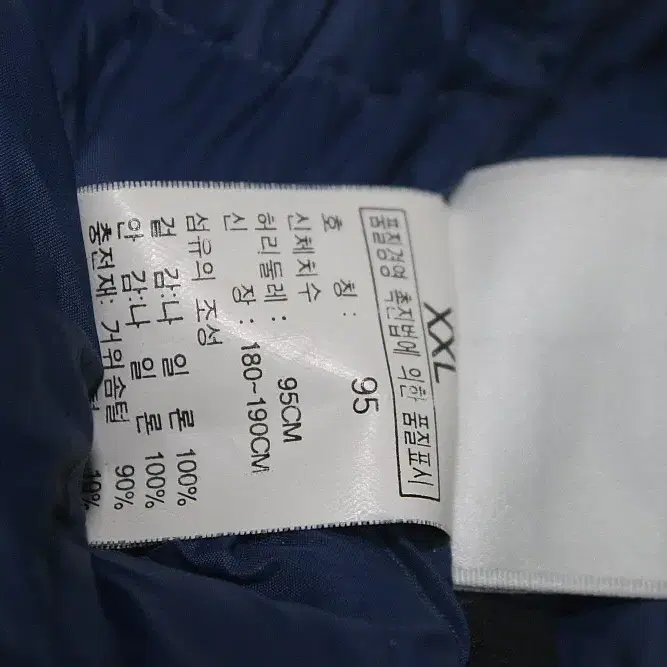 XXL
품질경영 촉진법에 의한 품질표시
호 칭: 95
신체치수
허리둘레: 95CM
신 장: 180~190CM
섬유의 조성
겉 감:나 일 론 100%
안 감:나 일 론 100%
충전재: 거위솜털 90%
10%